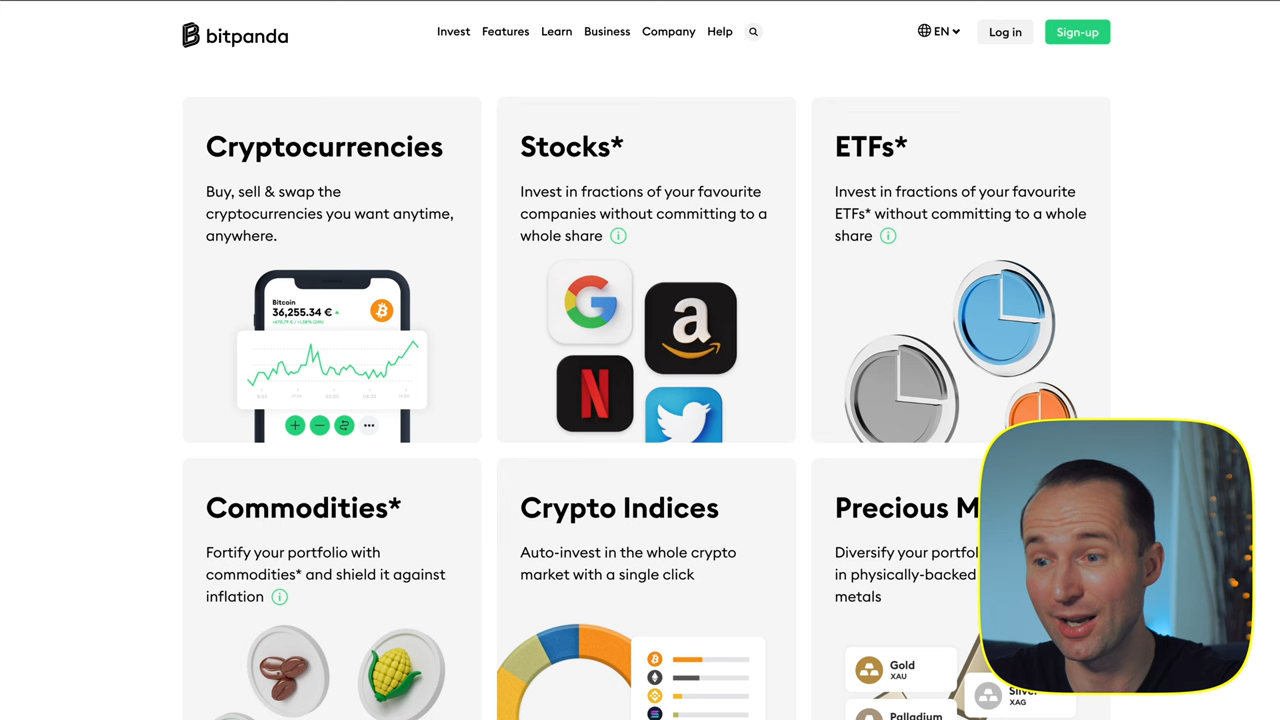 bitpanda
Invest Features Learn Business Company Help
EN
Log in
Sign-up
Cryptocurrencies
Buy, sell & swap the
cryptocurrencies you want anytime,
anywhere.
Bitcoin
36,255.34 €
Stocks*
Invest in fractions of your favourite
companies without committing to a
whole share
ETFs*
Invest in fractions of your favourite
ETFs* without committing to a whole
share
Commodities*
Fortify your portfolio with
commodities* and shield it against
inflation
Crypto Indices
Auto-invest in the whole crypto
market with a single click
Precious M
Diversify your portfol
in physically-backed
metals
Gold
XAU
Silve
XAG
Palladium